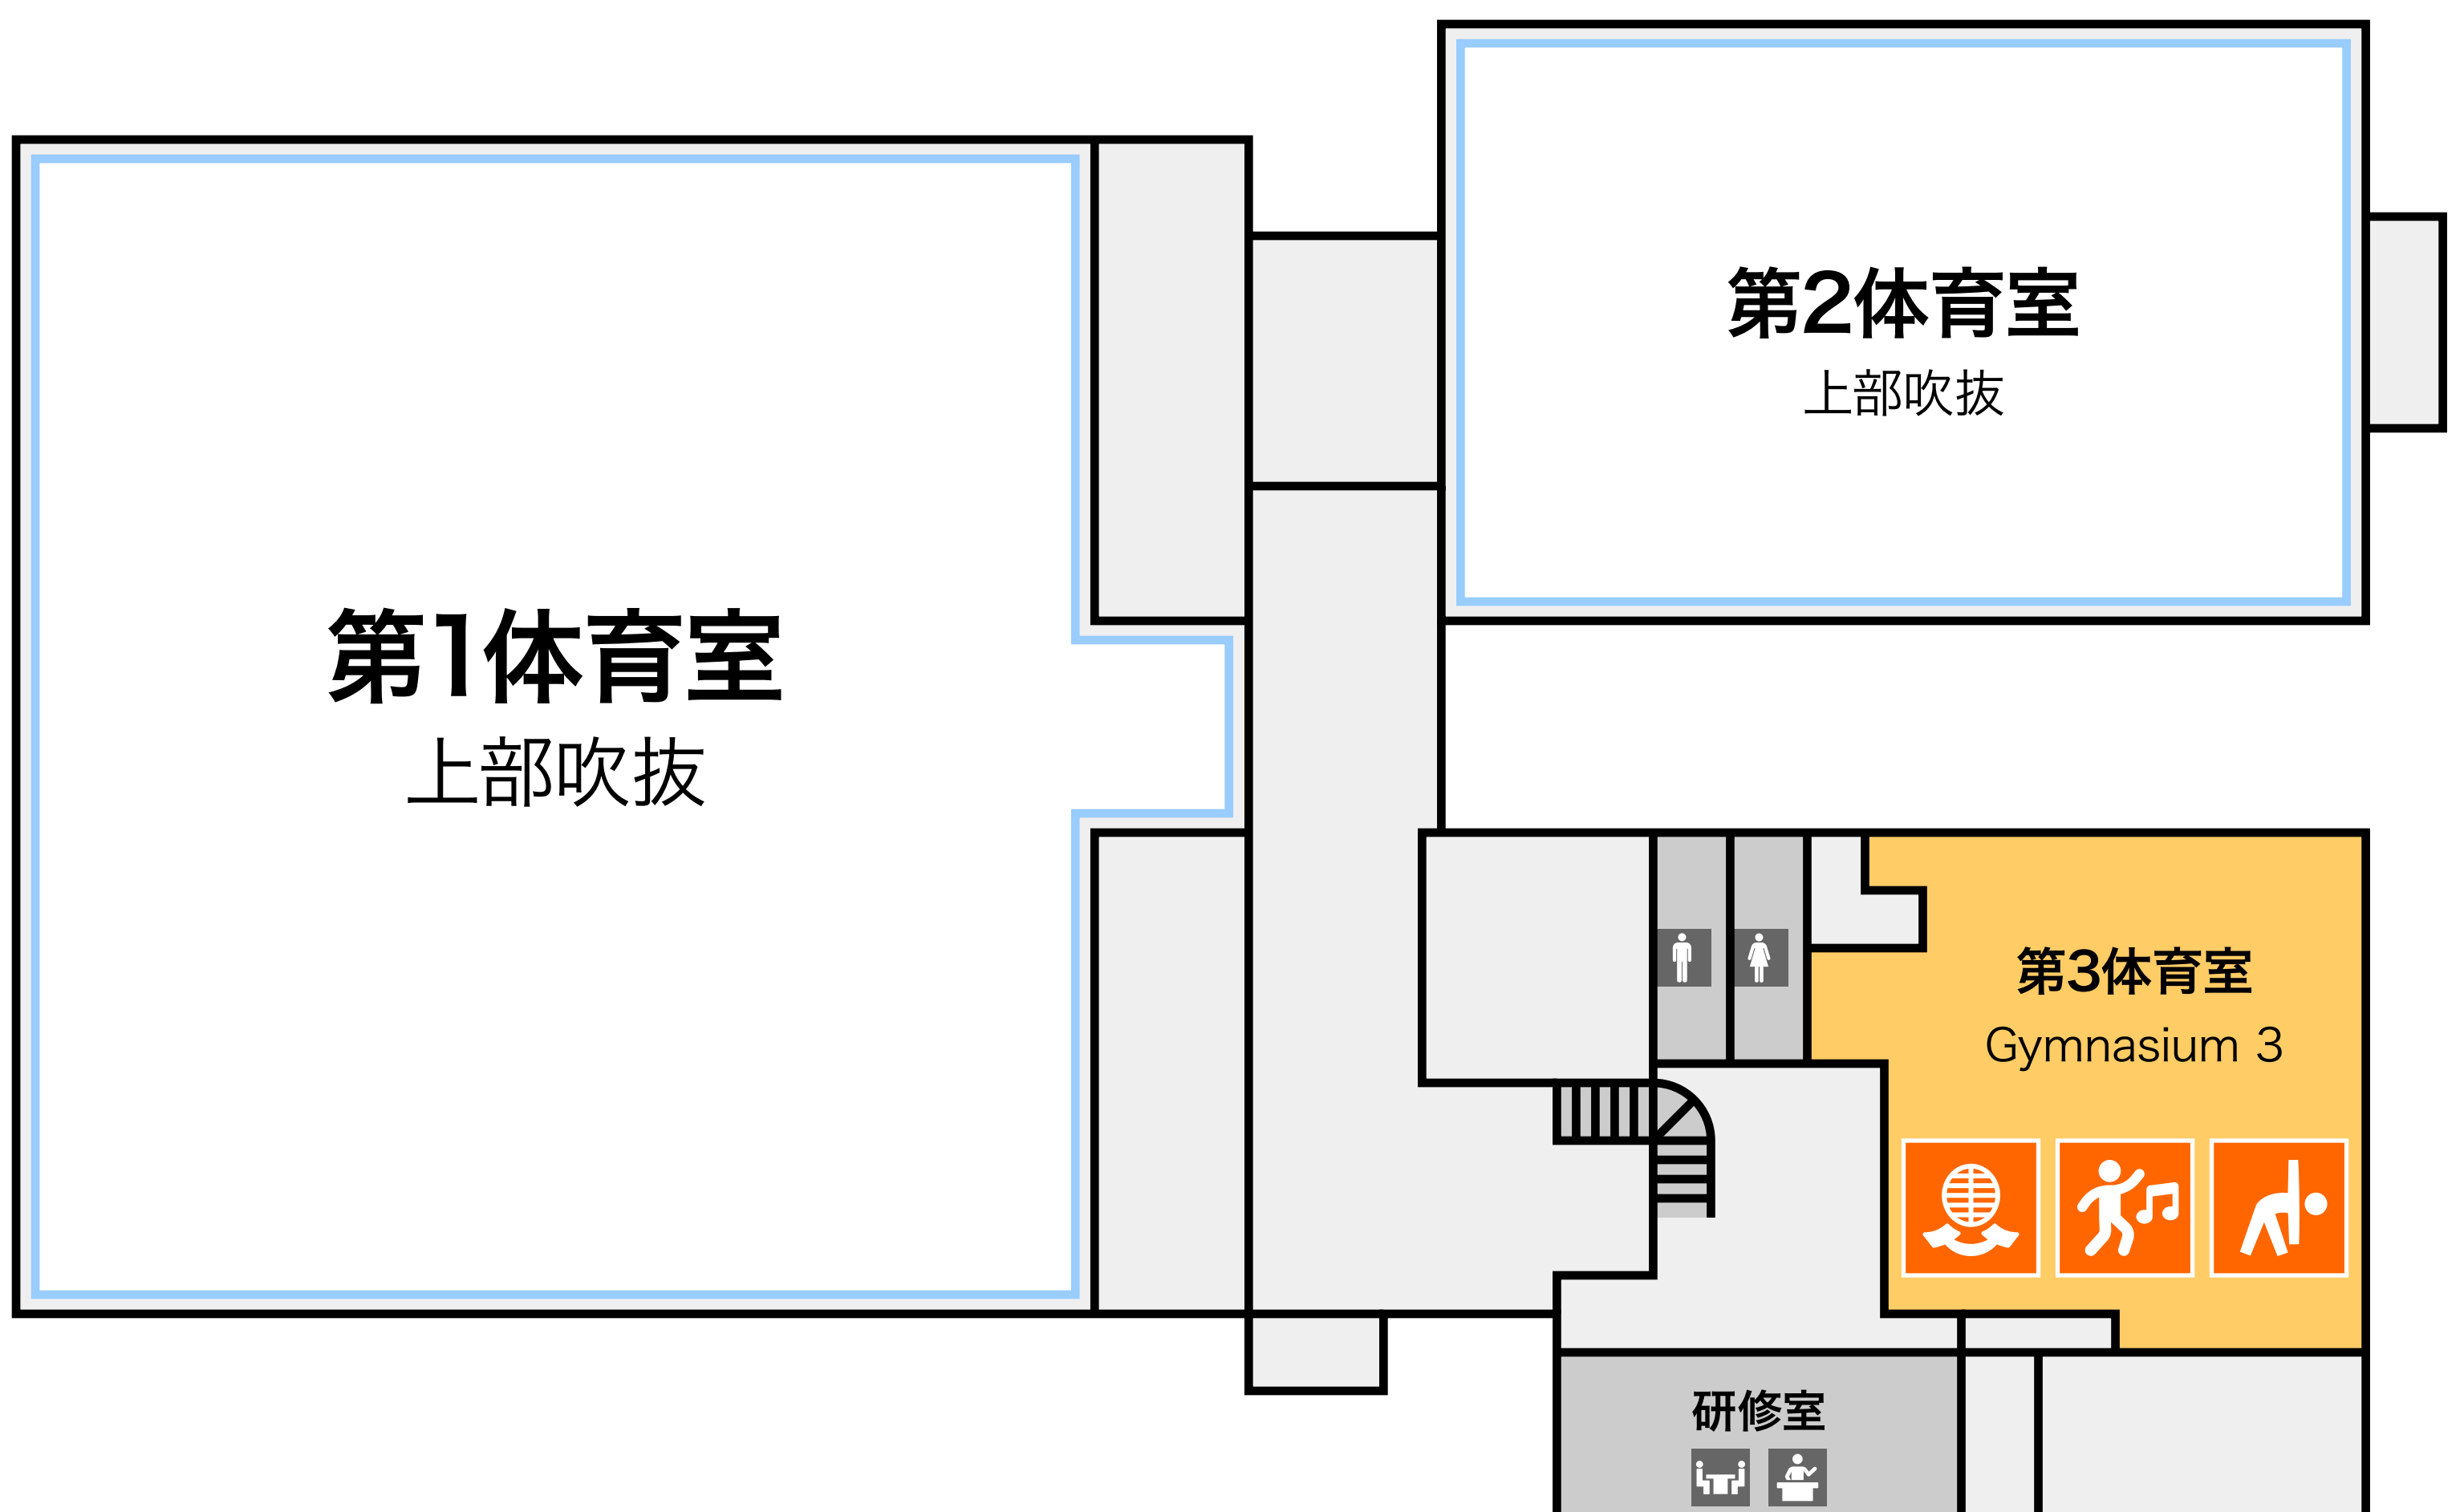 第1体育室
上部吹抜
第2体育室
上部吹抜
第3体育室
Gymnasium 3
研修室